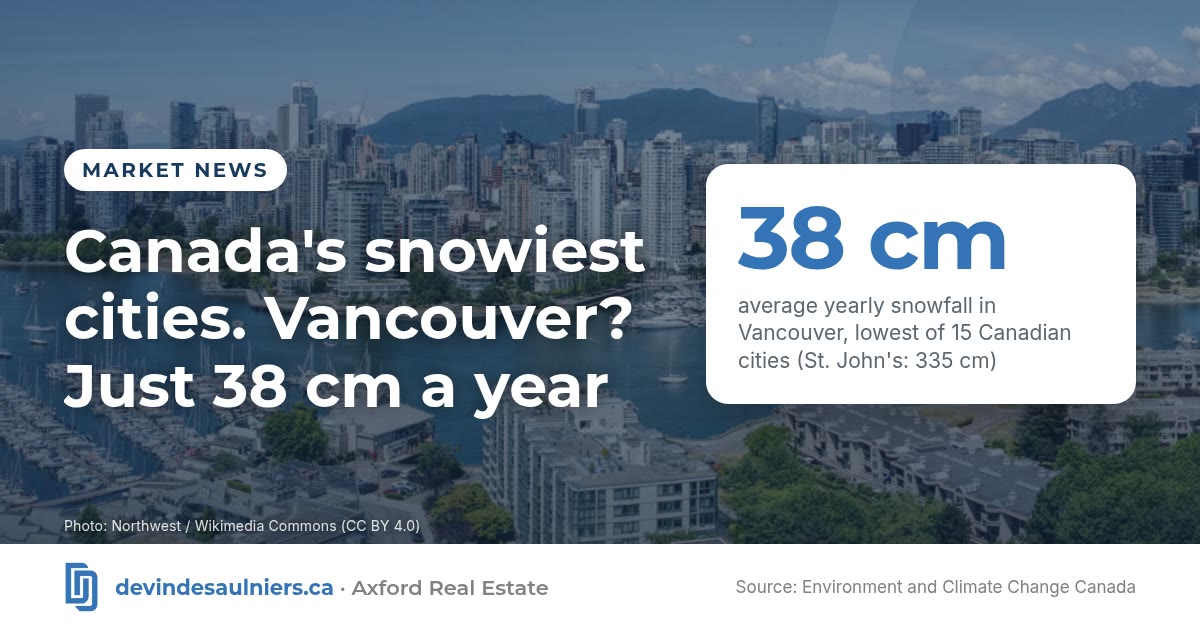 MARKET NEWS
Canada's snowiest
cities. Vancouver?
Just 38 cm a year
38 cm
average yearly snowfall in
Vancouver, lowest of 15 Canadian
cities (St. John's: 335 cm)
Photo: Northwest / Wikimedia Commons (CC BY 4.0)
devindesaulniers.ca · Axford Real Estate
Source: Environment and Climate Change Canada